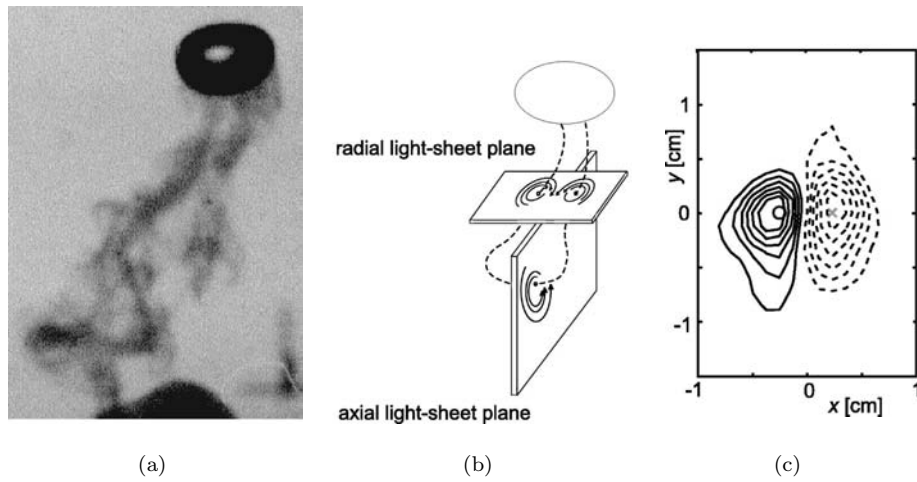 radial light-sheet plane
axial light-sheet plane
y [cm]
1
0
-1
-1
0
1
x [cm]
(a)
(b)
(c)